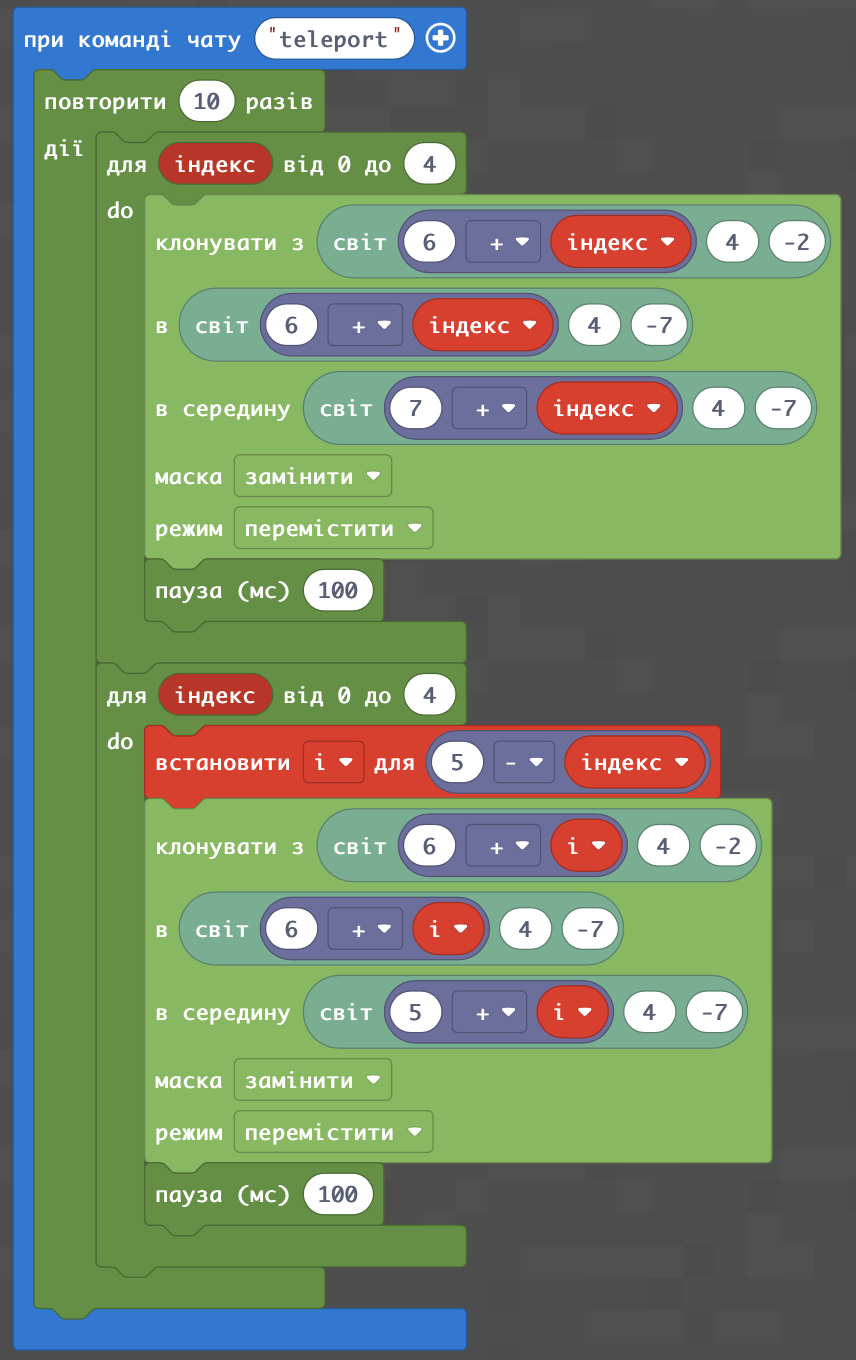 при команді чату "teleport"
повторити 10 разів
дії
для індекс від 0 до 4
do
клонувати з світ 6 + індекс 4 -2
в світ 6 + індекс 4 -7
в середину світ 7 + індекс 4 -7
маска замінити
режим перемістити
пауза (мс) 100
для індекс від 0 до 4
do
встановити i для 5 - індекс
клонувати з світ 6 + i 4 -2
в світ 6 + i 4 -7
в середину світ 5 + i 4 -7
маска замінити
режим перемістити
пауза (мс) 100